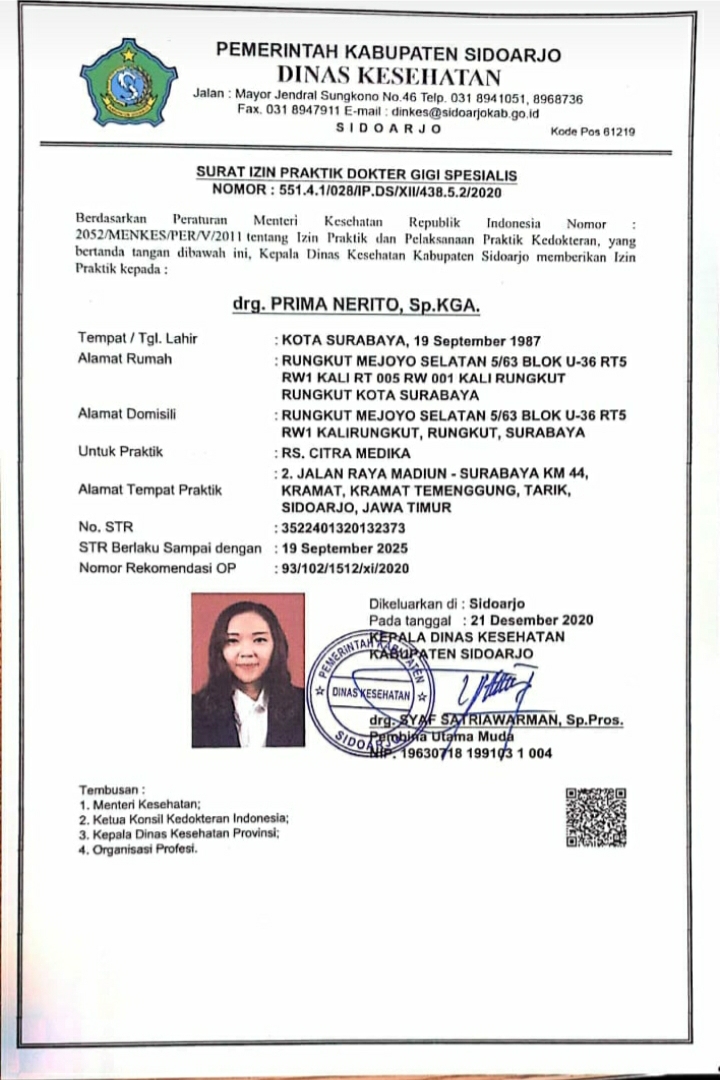 PEMERINTAH KABUPATEN SIDOARJO
DINAS KESEHATAN
Jalan : Mayor Jendral Sungkono No.46 Telp. 031 8941051, 8968736
Fax. 031 8947911 E-mail : dinkes@sidoarjokab.go.id
SIDOARJO
Kode Pos 61219
SURAT IZIN PRAKTIK DOKTER GIGI SPESIALIS
NOMOR : 551.4.1/028/IP.DS/XII/438.5.2/2020
Berdasarkan Peraturan Menteri Kesehatan Republik Indonesia Nomor :
2052/MENKES/PER/V/2011 tentang Izin Praktik dan Pelaksanaan Praktik Kedokteran, yang
bertanda tangan dibawah ini, Kepala Dinas Kesehatan Kabupaten Sidoarjo memberikan Izin
Praktik kepada :
drg. PRIMA NERITO, Sp.KGA.
Tempat / Tgl. Lahir : KOTA SURABAYA, 19 September 1987
Alamat Rumah : RUNGKUT MEJOYO SELATAN 5/63 BLOK U-36 RT5
RW1 KALI RT 005 RW 001 KALI RUNGKUT
RUNGKUT KOTA SURABAYA
Alamat Domisili : RUNGKUT MEJOYO SELATAN 5/63 BLOK U-36 RT5
RW1 KALIRUNGKUT, RUNGKUT, SURABAYA
Untuk Praktik : RS. CITRA MEDIKA
: 2. JALAN RAYA MADIUN - SURABAYA KM 44,
Alamat Tempat Praktik KRAMAT, KRAMAT TEMENGGUNG, TARIK,
SIDOARJO, JAWA TIMUR
No. STR : 3522401320132373
STR Berlaku Sampai dengan : 19 September 2025
Nomor Rekomendasi OP : 93/102/1512/xi/2020
Dikeluarkan di : Sidoarjo
Pada tanggal : 21 Desember 2020
KEPALA DINAS KESEHATAN
KABUPATEN SIDOARJO
PEMERINTAH KABUPATEN
DINAS KESEHATAN
SIDOARJO
drg. SYAF SATRIAWARMAN, Sp.Pros.
Pembina Utama Muda
NIP. 19630718 199103 1 004
Tembusan :
1. Menteri Kesehatan;
2. Ketua Konsil Kedokteran Indonesia;
3. Kepala Dinas Kesehatan Provinsi;
4. Organisasi Profesi.